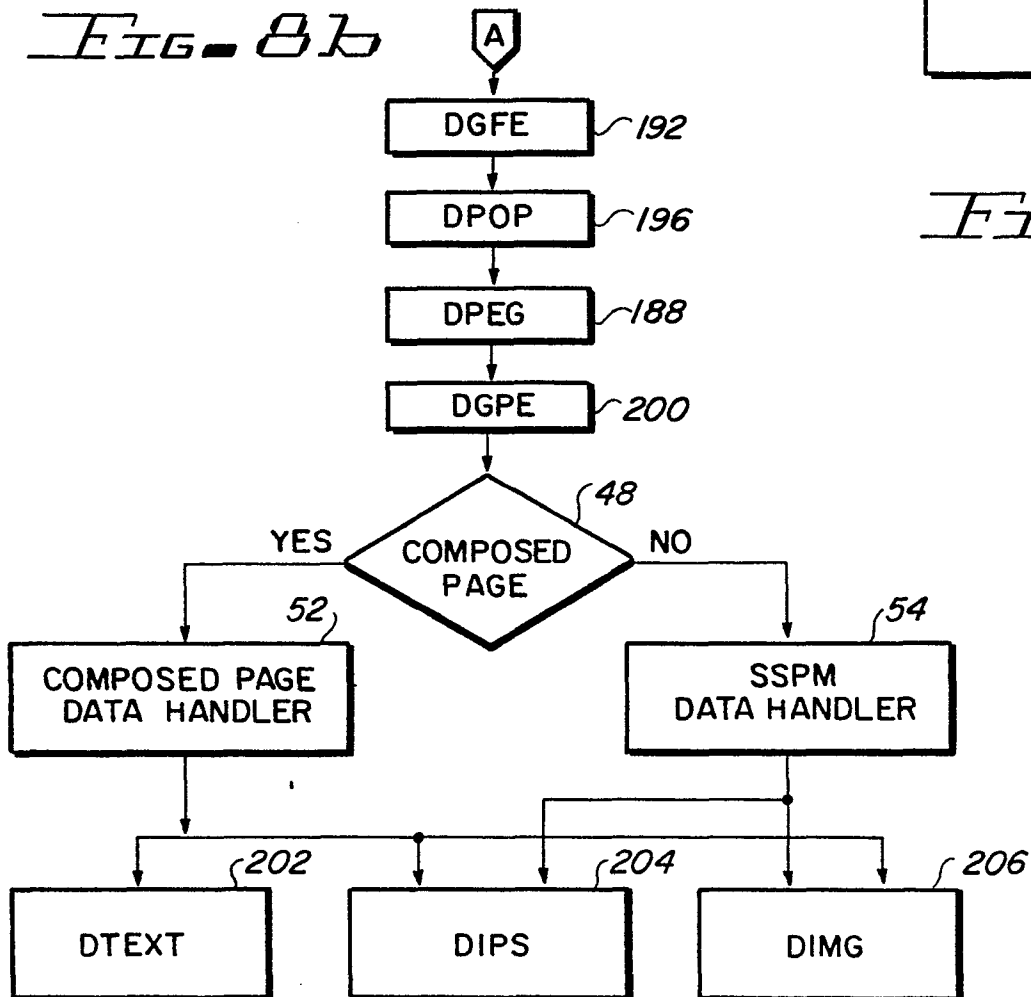 FIG. 8b
A
DGFE 192
DPOP 196
DPEG 188
FI
DGPE 200
48
YES COMPOSED PAGE NO
52 54
COMPOSED PAGE
DATA HANDLER
SSPM
DATA HANDLER
202 204 206
DTEXT DIPS DIMG